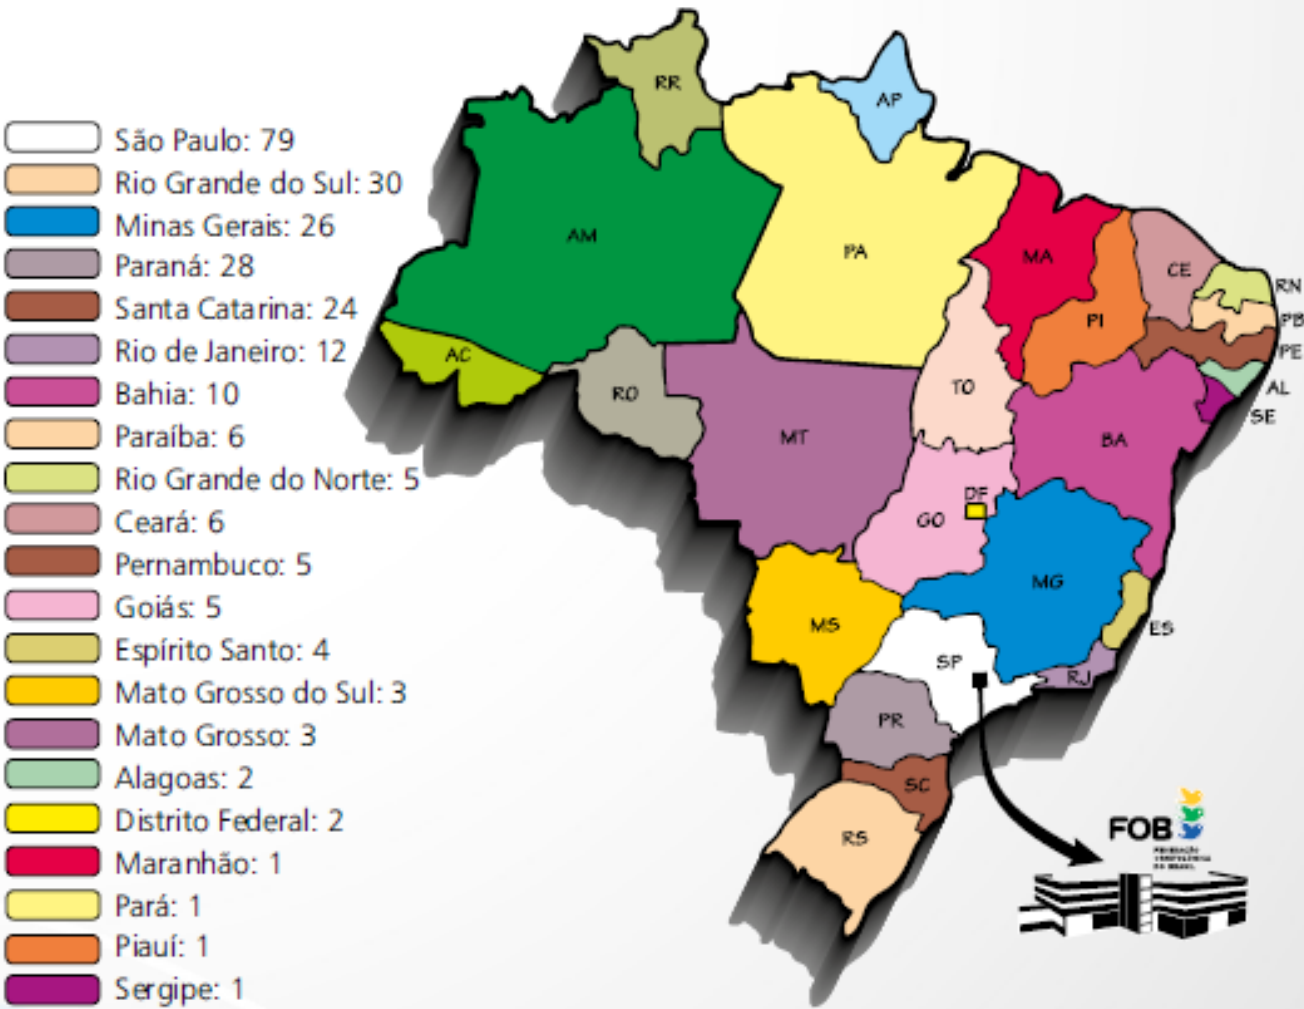 São Paulo: 79
Rio Grande do Sul: 30
Minas Gerais: 26
Paraná: 28
Santa Catarina: 24
Rio de Janeiro: 12
Bahia: 10
Paraíba: 6
Rio Grande do Norte: 5
Ceará: 6
Pernambuco: 5
Goiás: 5
Espírito Santo: 4
Mato Grosso do Sul: 3
Mato Grosso: 3
Alagoas: 2
Distrito Federal: 2
Maranhão: 1
Pará: 1
Piauí: 1
Sergipe: 1
RR
AP
AM
PA
MA
CE
RN
PI
PB
PE
AC
RO
TO
AL
SE
MT
BA
DF
GO
MG
MS
ES
SP
RJ
PR
SC
RS
FOB
FEDERAÇÃO
DO BRASIL